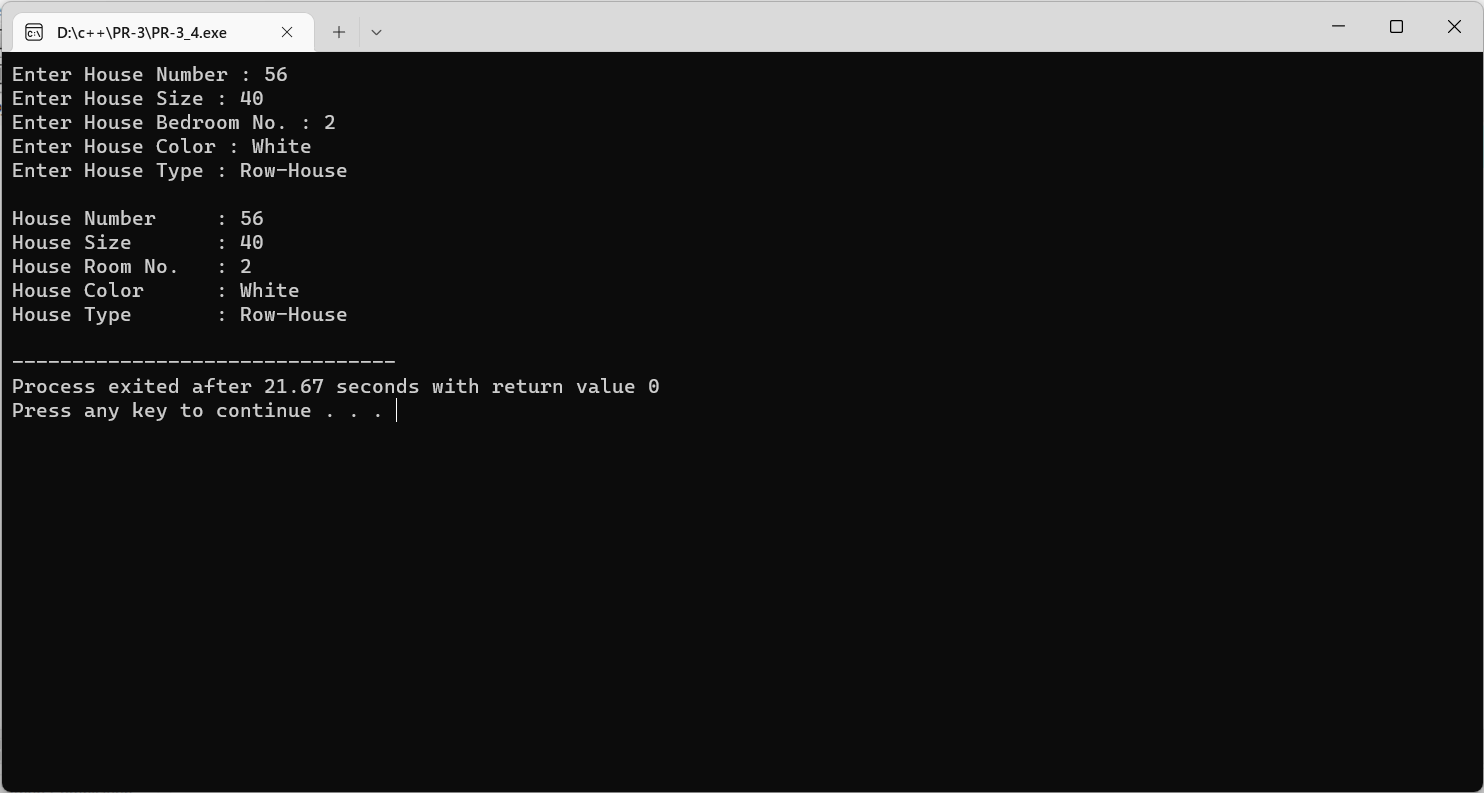 D:\c++\PR-3\PR-3_4.exe
Enter House Number : 56
Enter House Size : 40
Enter House Bedroom No. : 2
Enter House Color : White
Enter House Type : Row-House
House Number     : 56
House Size       : 40
House Room No.   : 2
House Color      : White
House Type       : Row-House
--------------------------------
Process exited after 21.67 seconds with return value 0
Press any key to continue . . .